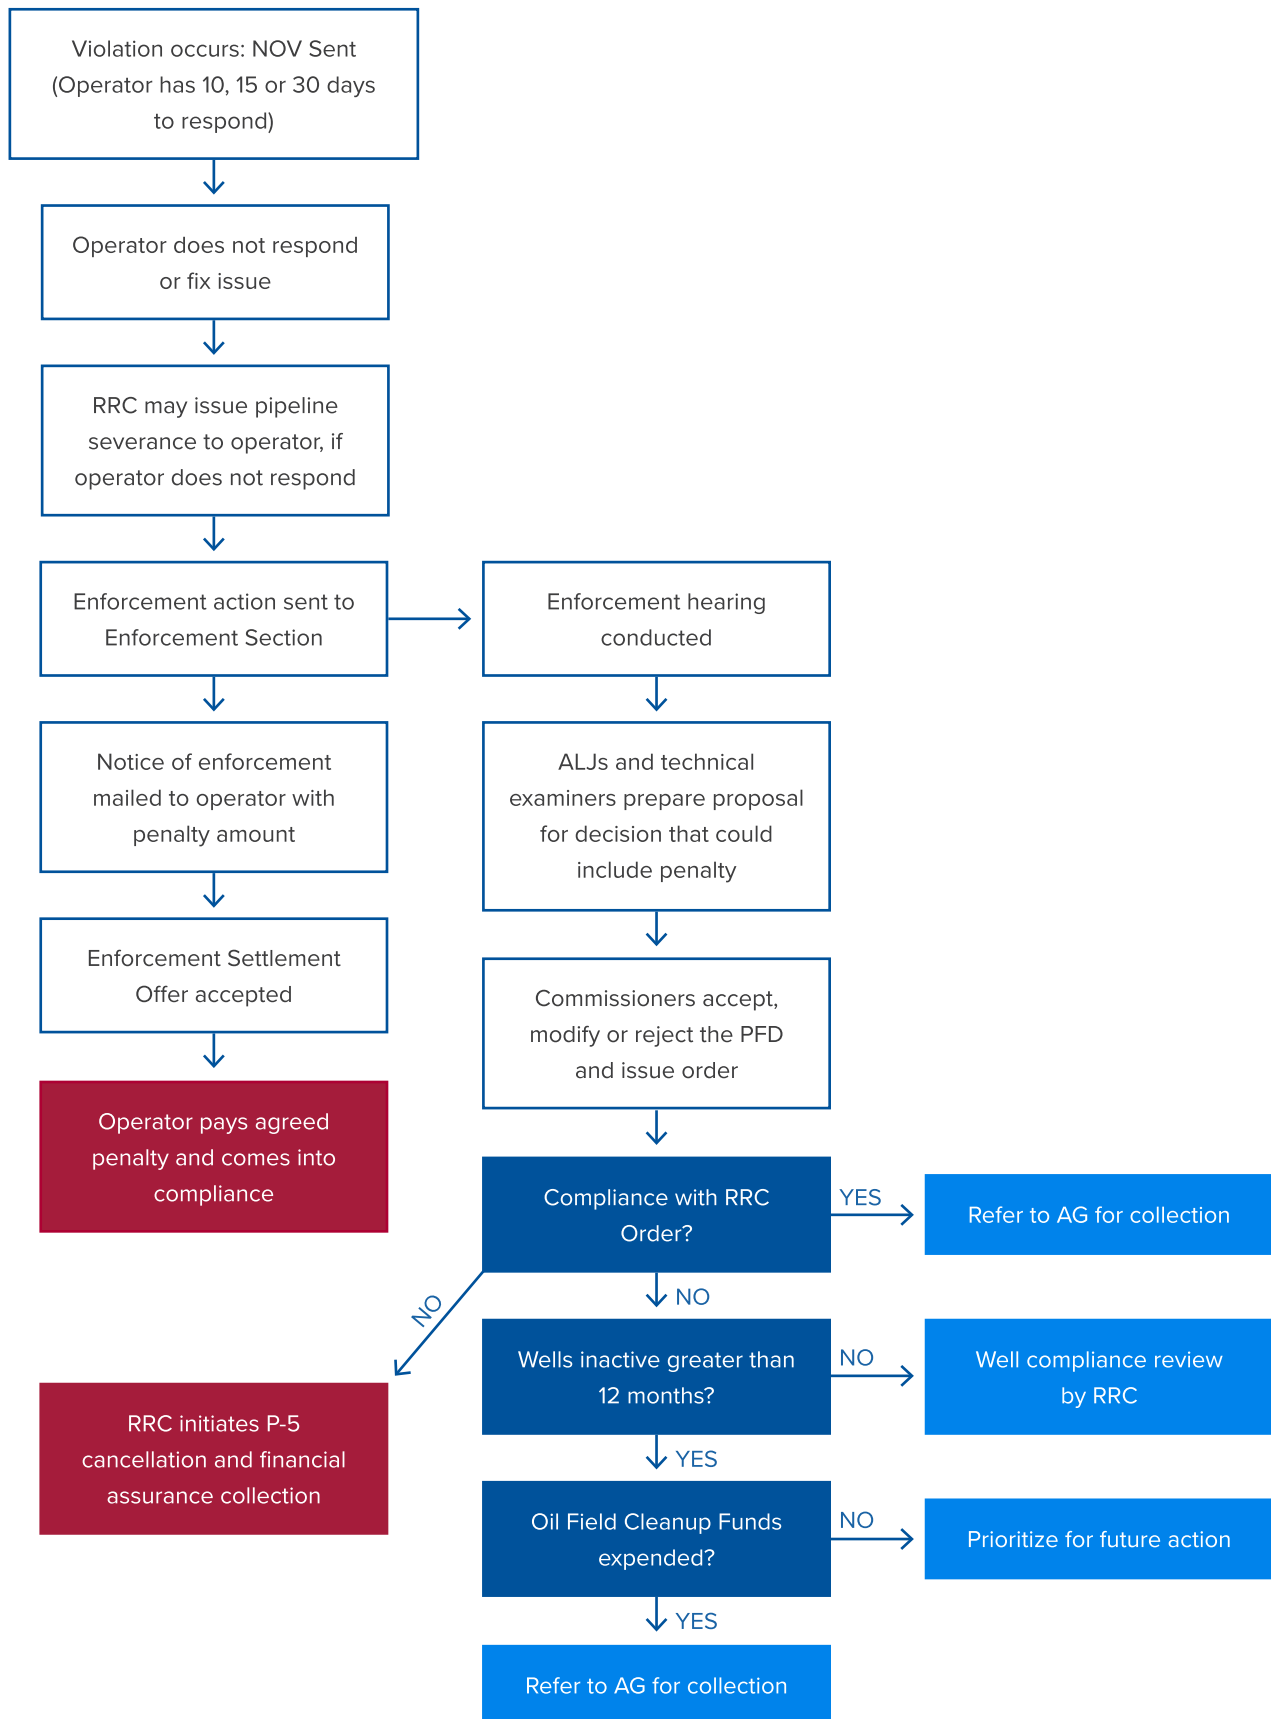 Violation occurs: NOV Sent
(Operator has 10, 15 or 30 days
to respond)
Operator does not respond
or fix issue
RRC may issue pipeline
severance to operator, if
operator does not respond
Enforcement action sent to
Enforcement Section
Notice of enforcement
mailed to operator with
penalty amount
Enforcement Settlement
Offer accepted
Operator pays agreed
penalty and comes into
compliance
Enforcement hearing
conducted
ALJs and technical
examiners prepare proposal
for decision that could
include penalty
Commissioners accept,
modify or reject the PFD
and issue order
Compliance with RRC
Order?
YES
Refer to AG for collection
NO
RRC initiates P-5
cancellation and financial
assurance collection
NO
Wells inactive greater than
12 months?
NO
Well compliance review
by RRC
YES
Oil Field Cleanup Funds
expended?
NO
Prioritize for future action
YES
Refer to AG for collection